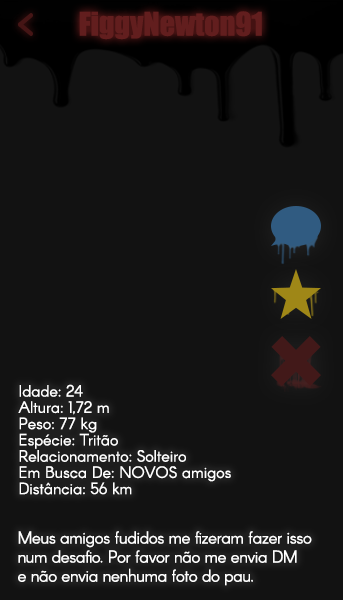 FiggyNewton91
Idade: 24
Altura: 1,72 m
Peso: 77 kg
Espécie: Tritão
Relacionamento: Solteiro
Em Busca De: NOVOS amigos
Distância: 56 km
Meus amigos fudidos me fizeram fazer isso
num desafio. Por favor não me envia DM
e não envia nenhuma foto do pau.